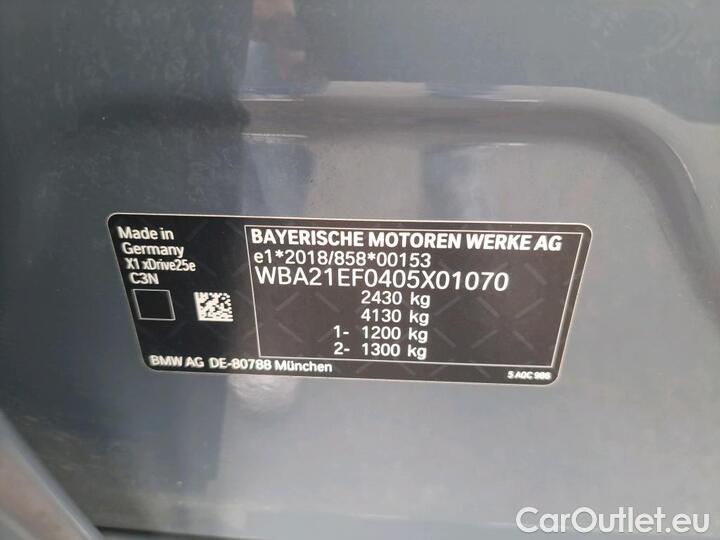 Made in
Germany
X1 xDrive25e
C3N
BAYERISCHE MOTOREN WERKE AG
e1*2018/858*00153
WBA21EF0405X01070
2430 kg
4130 kg
1- 1200 kg
2- 1300 kg
BMW AG DE-80788 München
5 A0C 986
CarOutlet.eu